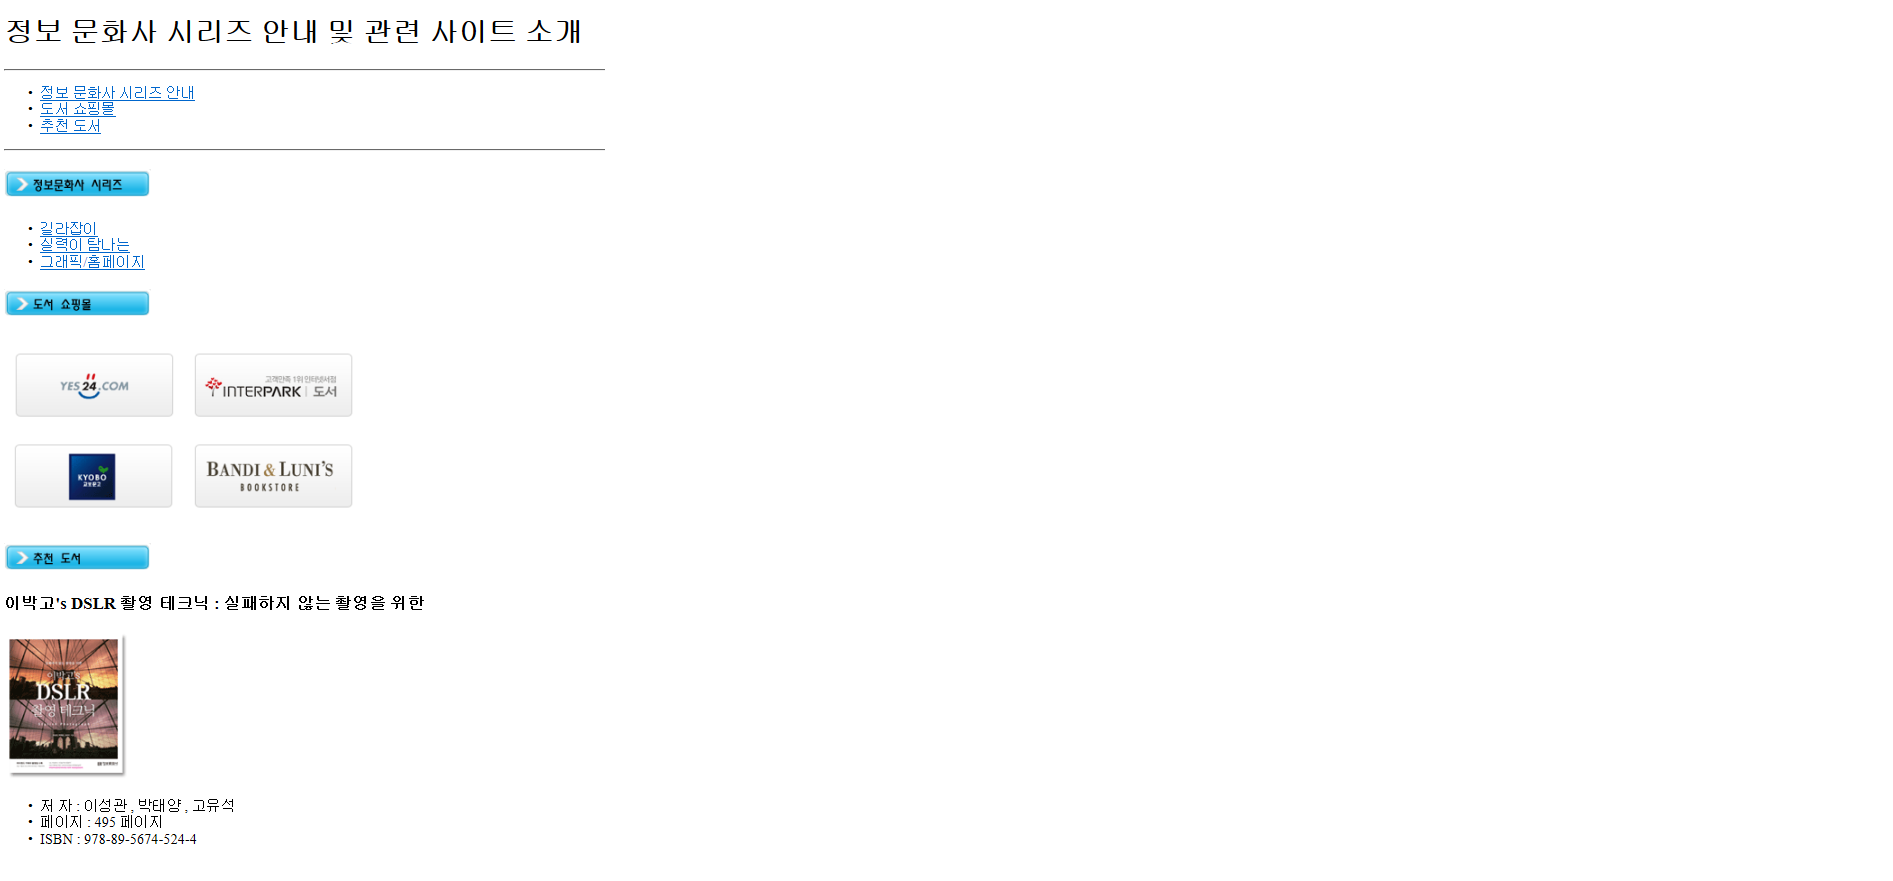 정보 문화사 시리즈 안내 및 관련 사이트 소개
정보 문화사 시리즈 안내
도서 쇼핑몰
추천 도서
정보문화사 시리즈
길라잡이
실력이 탐나는
그래픽/홈페이지
도서 쇼핑몰
YES24.COM
고객만족 1위 인터넷서점
INTERPARK 도서
KYOBO
교보문고
BANDI & LUNI'S
BOOKSTORE
추천 도서
이박고's DSLR 촬영 테크닉 : 실패하지 않는 촬영을 위한
이박고's
DSLR
촬영 테크닉
저 자 : 이성관 , 박태양 , 고유석
페이지 : 495 페이지
ISBN : 978-89-5674-524-4